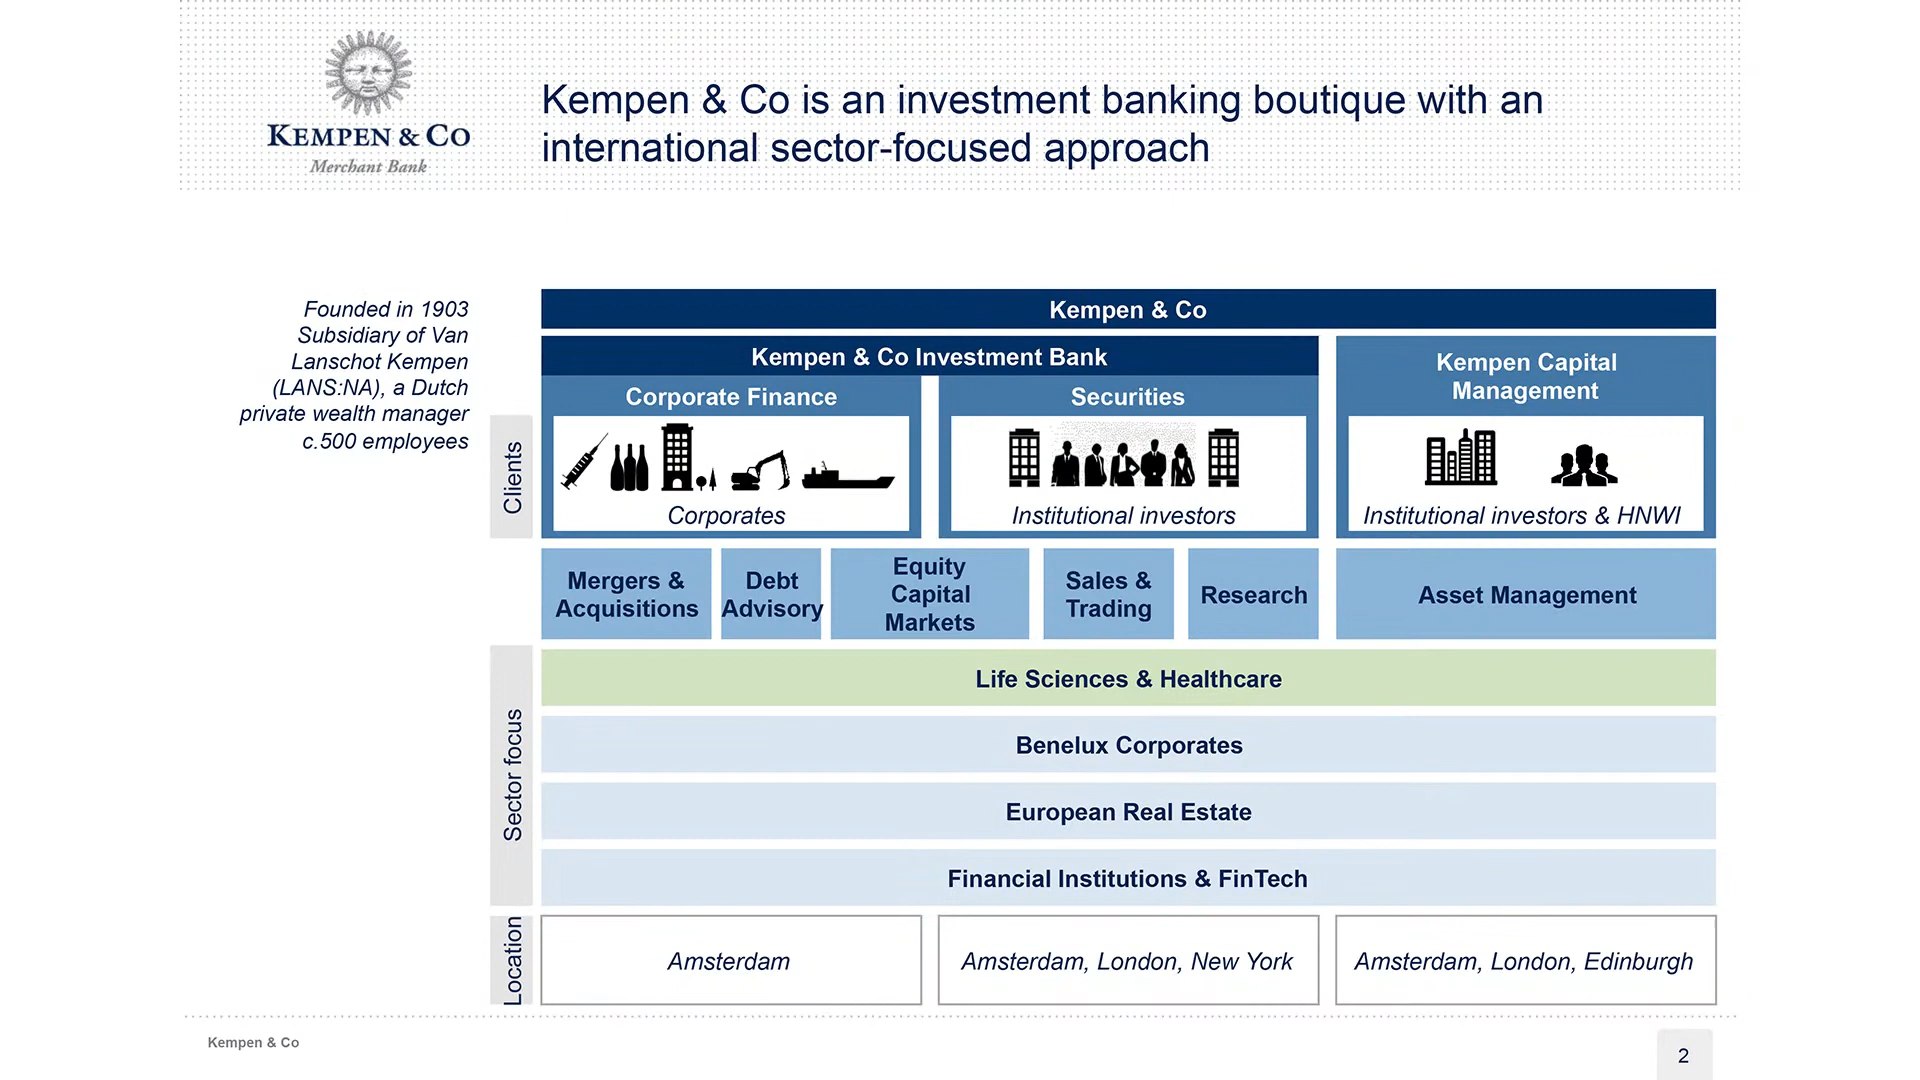 KEMPEN & CO
Merchant Bank
Kempen & Co is an investment banking boutique with an
international sector-focused approach
Founded in 1903
Subsidiary of Van
Lanschot Kempen
(LANS:NA), a Dutch
private wealth manager
c.500 employees
Kempen & Co
Kempen & Co Investment Bank
Kempen Capital
Management
Corporate Finance
Securities
Clients
Corporates
Institutional investors
Institutional investors & HNWI
Mergers &
Acquisitions
Debt
Advisory
Equity
Capital
Markets
Sales &
Trading
Research
Asset Management
Sector focus
Life Sciences & Healthcare
Benelux Corporates
European Real Estate
Financial Institutions & FinTech
Location
Amsterdam
Amsterdam, London, New York
Amsterdam, London, Edinburgh
Kempen & Co
2